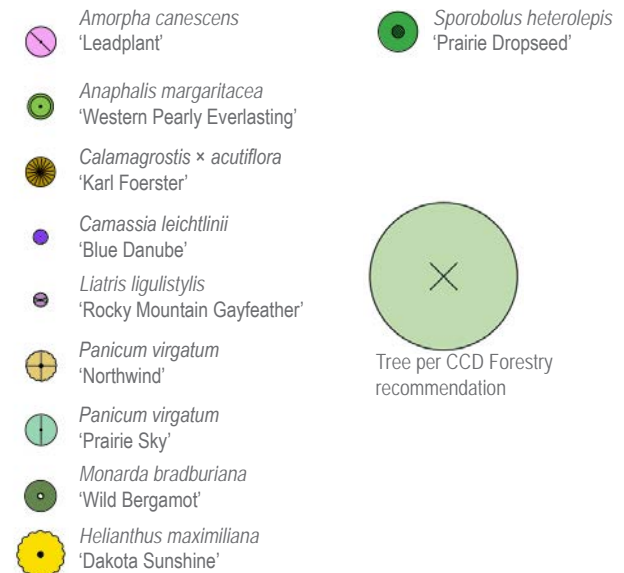 Amorpha canescens
‘Leadplant’
Anaphalis margaritacea
‘Western Pearly Everlasting’
Calamagrostis × acutiflora
‘Karl Foerster’
Camassia leichtlinii
‘Blue Danube’
Liatris ligulistylis
‘Rocky Mountain Gayfeather’
Panicum virgatum
‘Northwind’
Panicum virgatum
‘Prairie Sky’
Monarda bradburiana
‘Wild Bergamot’
Helianthus maximiliana
‘Dakota Sunshine’
Sporobolus heterolepis
‘Prairie Dropseed’
Tree per CCD Forestry
recommendation